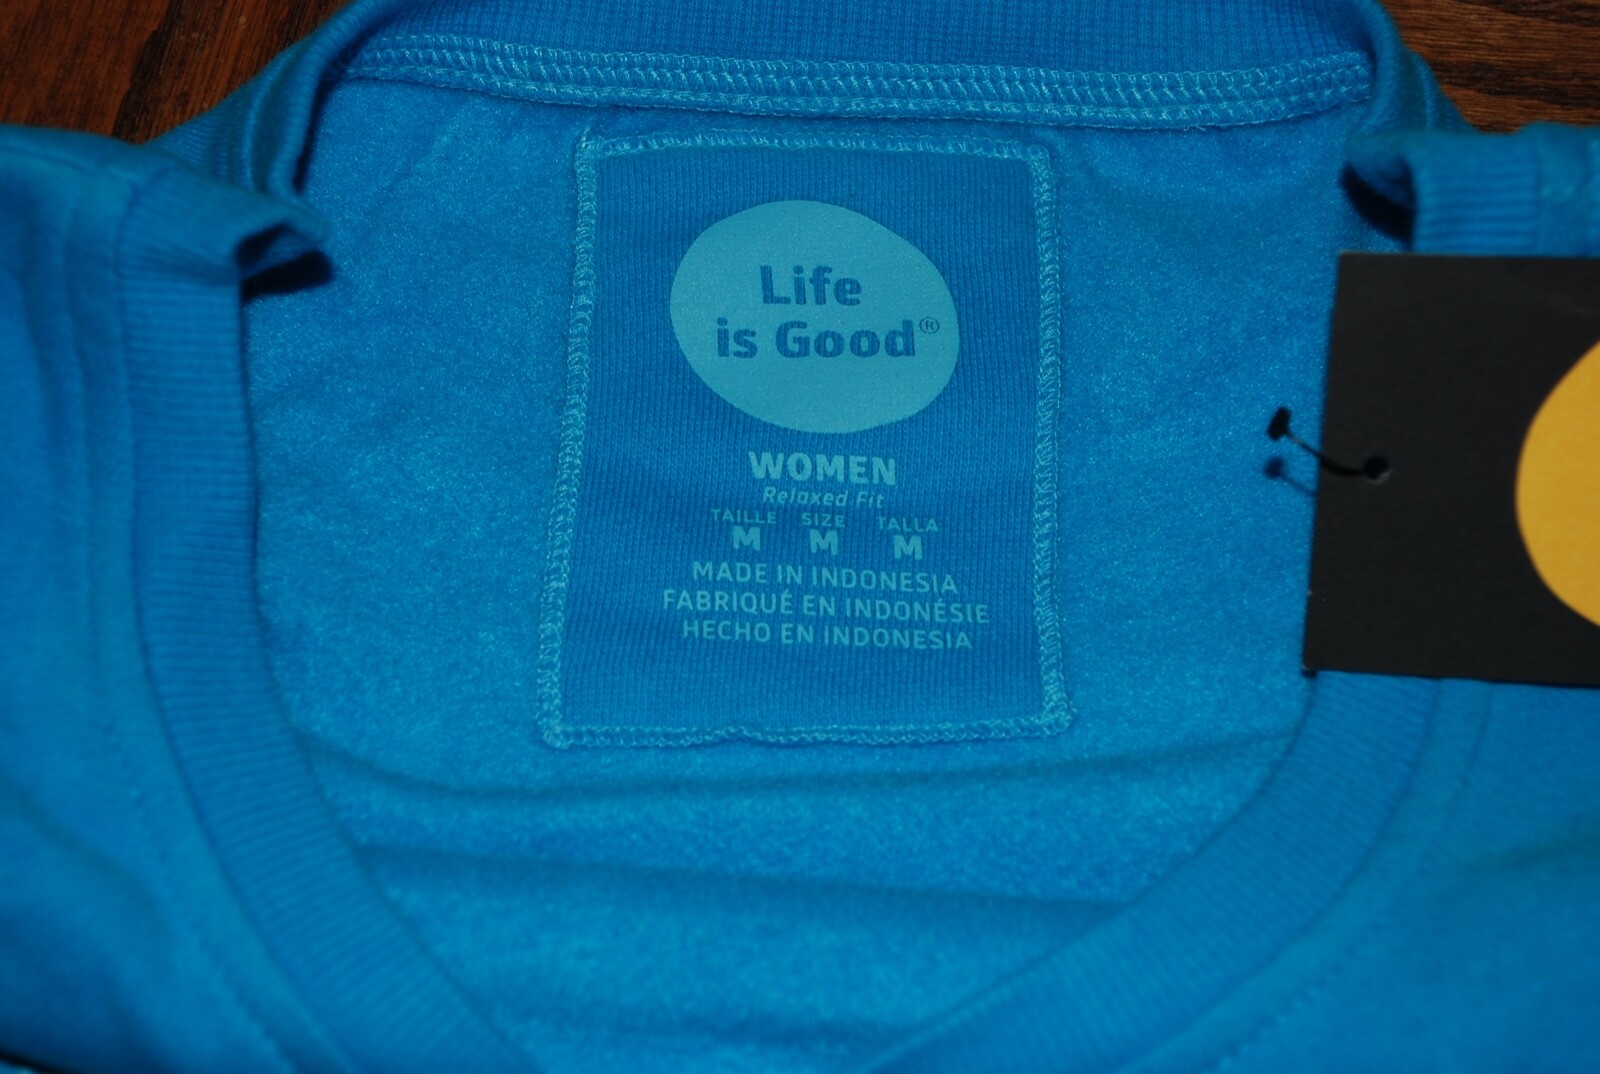 Life
is Good®
WOMEN
Relaxed Fit
TAILLE SIZE TALLA
M M M
MADE IN INDONESIA
FABRIQUÉ EN INDONÉSIE
HECHO EN INDONESIA